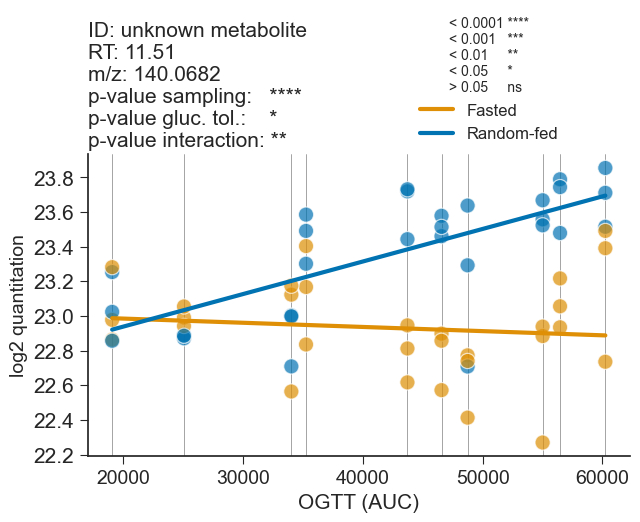 ID: unknown metabolite
RT: 11.51
m/z: 140.0682
p-value sampling: ****
p-value gluc. tol.: *
p-value interaction: **
< 0.0001 ****
< 0.001 ***
< 0.01 **
< 0.05 *
> 0.05 ns
Fasted
Random-fed
log2 quantitation
23.8
23.6
23.4
23.2
23.0
22.8
22.6
22.4
22.2
20000 30000 40000 50000 60000
OGTT (AUC)